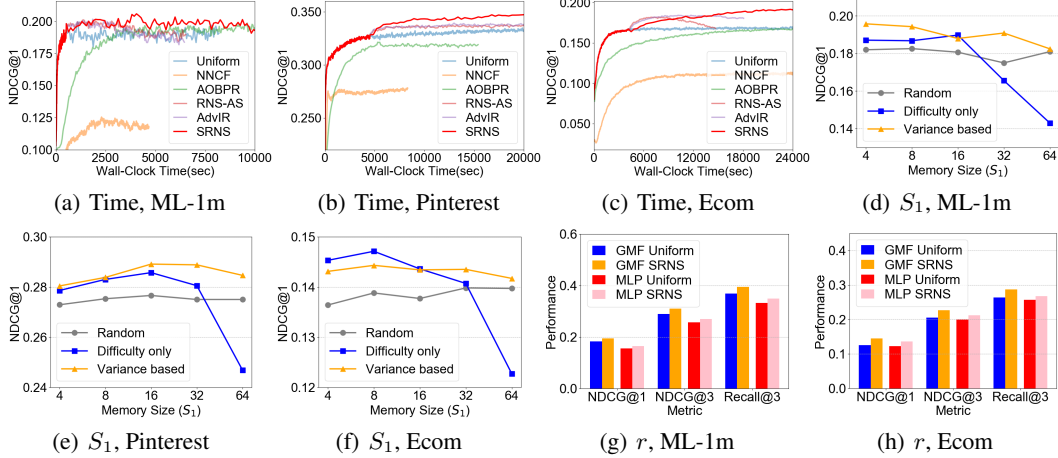 NDCG@1
0.200
0.175
0.150
0.125
0.100
0
2500
5000
7500
10000
Wall-Clock Time(sec)
Uniform
NNCF
AOBPR
RNS-AS
AdvIR
SRNS
(a) Time, ML-1m
NDCG@1
0.350
0.300
0.250
0
5000
10000
15000
20000
Wall-Clock Time(sec)
Uniform
NNCF
AOBPR
RNS-AS
AdvIR
SRNS
(b) Time, Pinterest
NDCG@1
0.200
0.150
0.100
0.050
0
6000
12000
18000
24000
Wall-Clock Time(sec)
Uniform
NNCF
AOBPR
RNS-AS
AdvIR
SRNS
(c) Time, Ecom
NDCG@1
0.20
0.18
0.16
0.14
4
8
16
32
64
Memory Size (S1)
Random
Difficulty only
Variance based
(d) S1, ML-1m
NDCG@1
0.30
0.28
0.26
0.24
4
8
16
32
64
Memory Size (S1)
Random
Difficulty only
Variance based
(e) S1, Pinterest
NDCG@1
0.15
0.14
0.13
0.12
4
8
16
32
64
Memory Size (S1)
Random
Difficulty only
Variance based
(f) S1, Ecom
Performance
0.6
0.4
0.2
0.0
NDCG@1
NDCG@3
Recall@3
Metric
GMF Uniform
GMF SRNS
MLP Uniform
MLP SRNS
(g) r, ML-1m
Performance
0.4
0.3
0.2
0.1
0.0
NDCG@1
NDCG@3
Recall@3
Metric
GMF Uniform
GMF SRNS
MLP Uniform
MLP SRNS
(h) r, Ecom